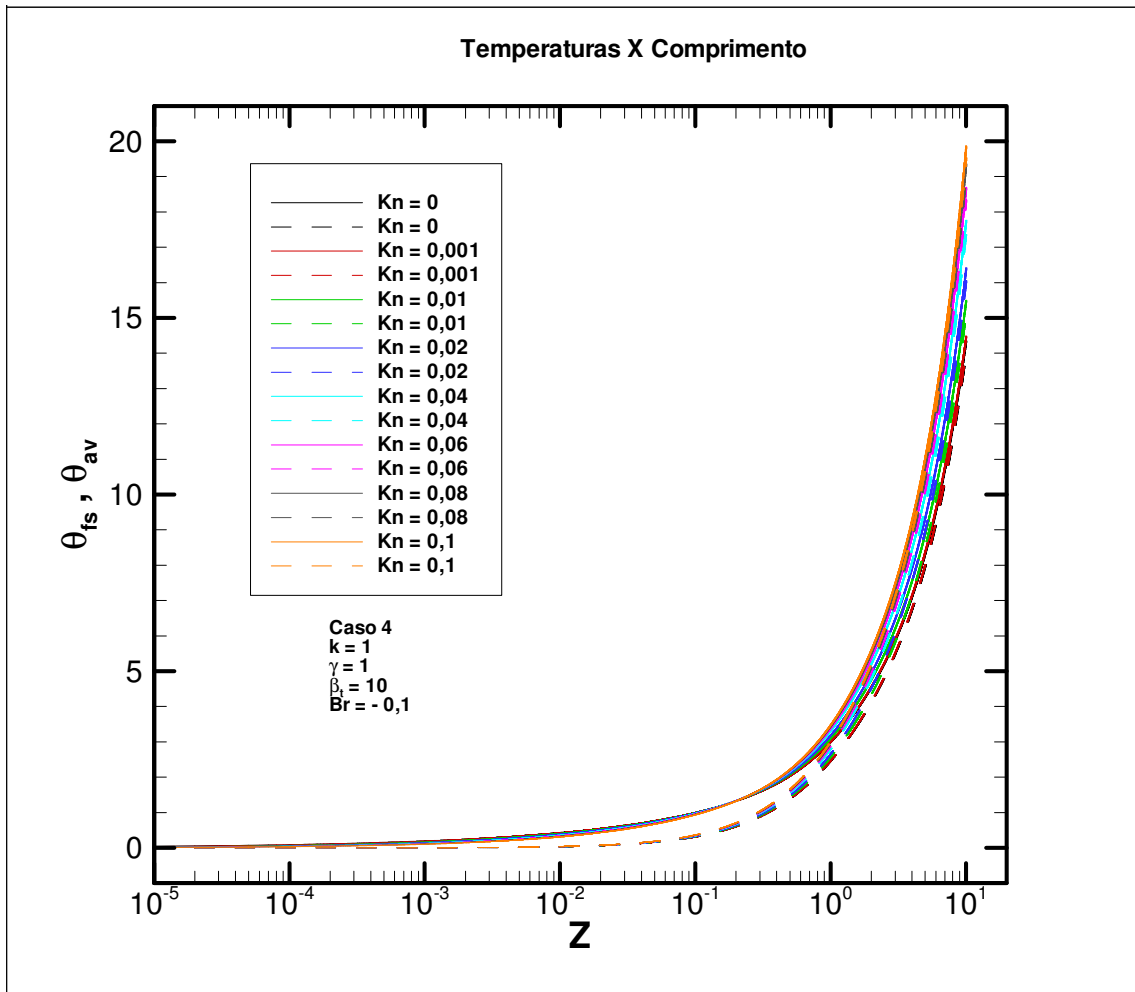 Temperaturas X Comprimento
20
15
10
5
0
θfs , θav
Kn = 0
Kn = 0
Kn = 0,001
Kn = 0,001
Kn = 0,01
Kn = 0,01
Kn = 0,02
Kn = 0,02
Kn = 0,04
Kn = 0,04
Kn = 0,06
Kn = 0,06
Kn = 0,08
Kn = 0,08
Kn = 0,1
Kn = 0,1
Caso 4
k = 1
γ = 1
βt = 10
Br = - 0,1
10-5 10-4 10-3 10-2 10-1 100 101
Z